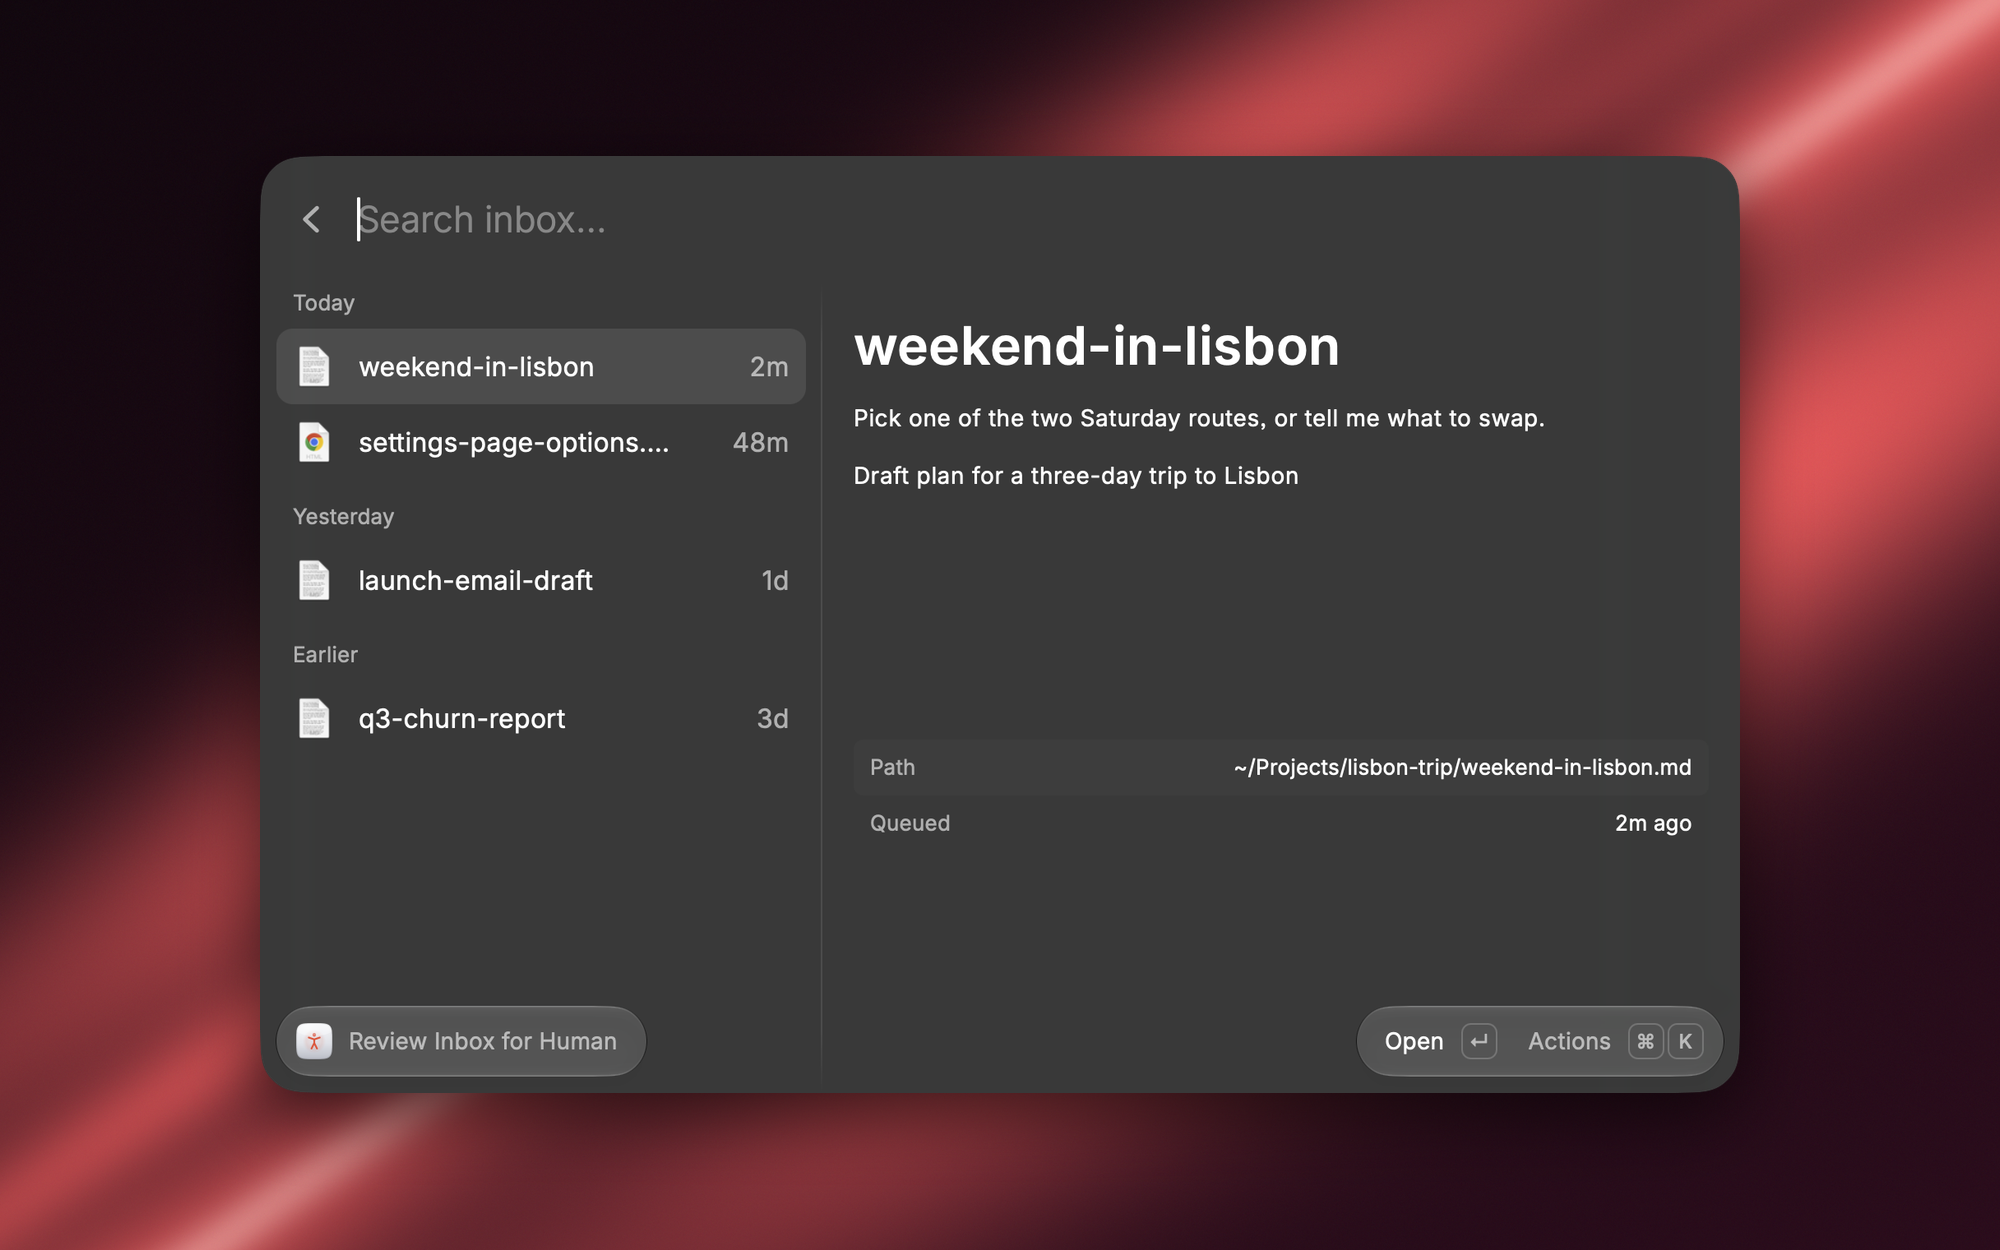 Search inbox...
Today
weekend-in-lisbon 2m
settings-page-options.... 48m
Yesterday
launch-email-draft 1d
Earlier
q3-churn-report 3d
weekend-in-lisbon
Pick one of the two Saturday routes, or tell me what to swap.
Draft plan for a three-day trip to Lisbon
Path ~/Projects/lisbon-trip/weekend-in-lisbon.md
Queued 2m ago
Review Inbox for Human
Open ↵ Actions ⌘ K